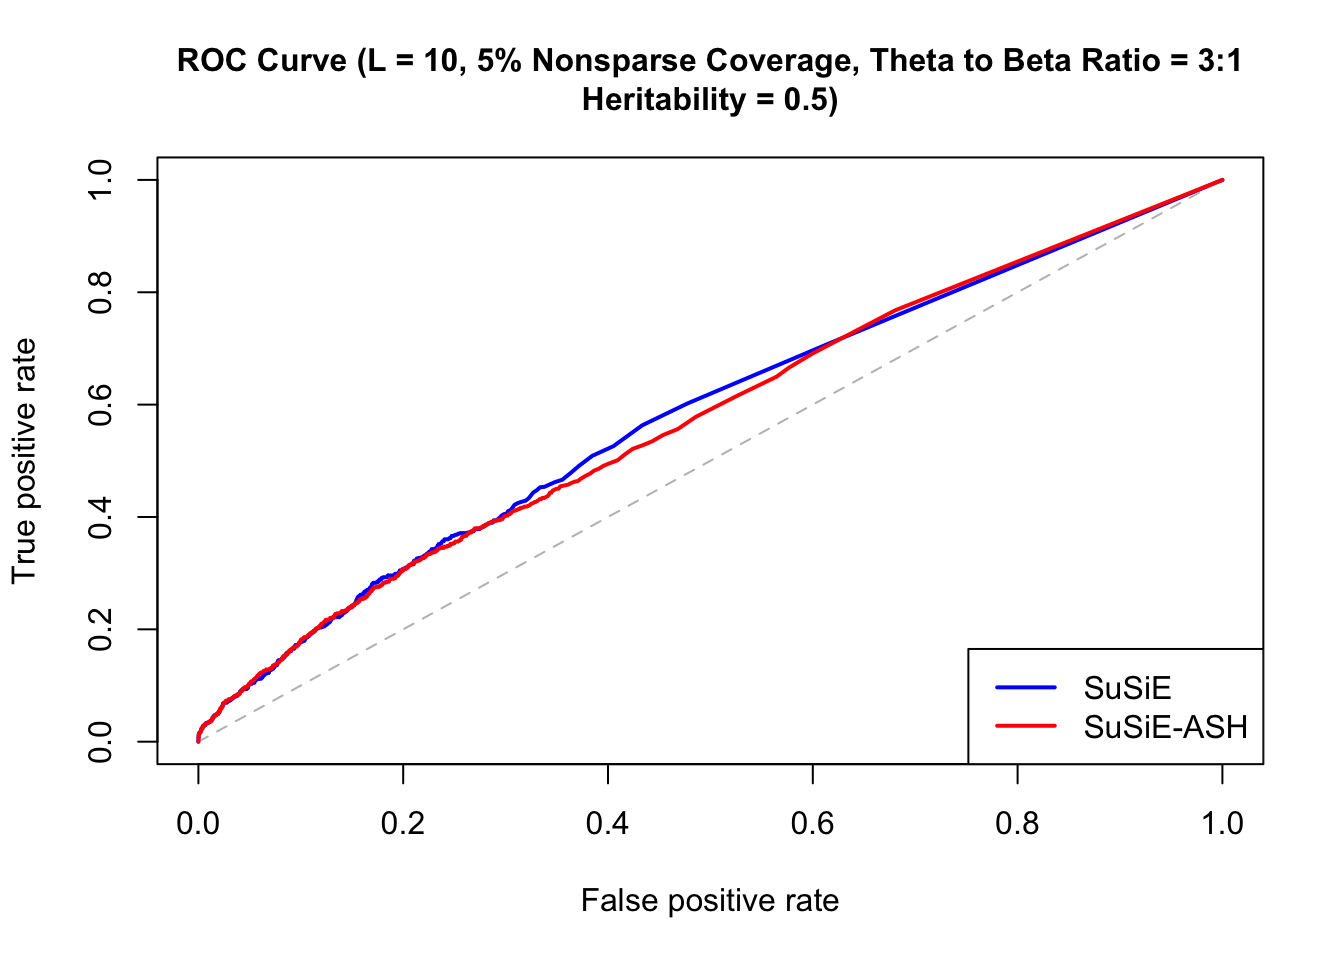 ROC Curve (L = 10, 5% Nonsparse Coverage, Theta to Beta Ratio = 3:1
Heritability = 0.5)
True positive rate
1.0
0.8
0.6
0.4
0.2
0.0
SuSiE
SuSiE-ASH
0.0 0.2 0.4 0.6 0.8 1.0
False positive rate